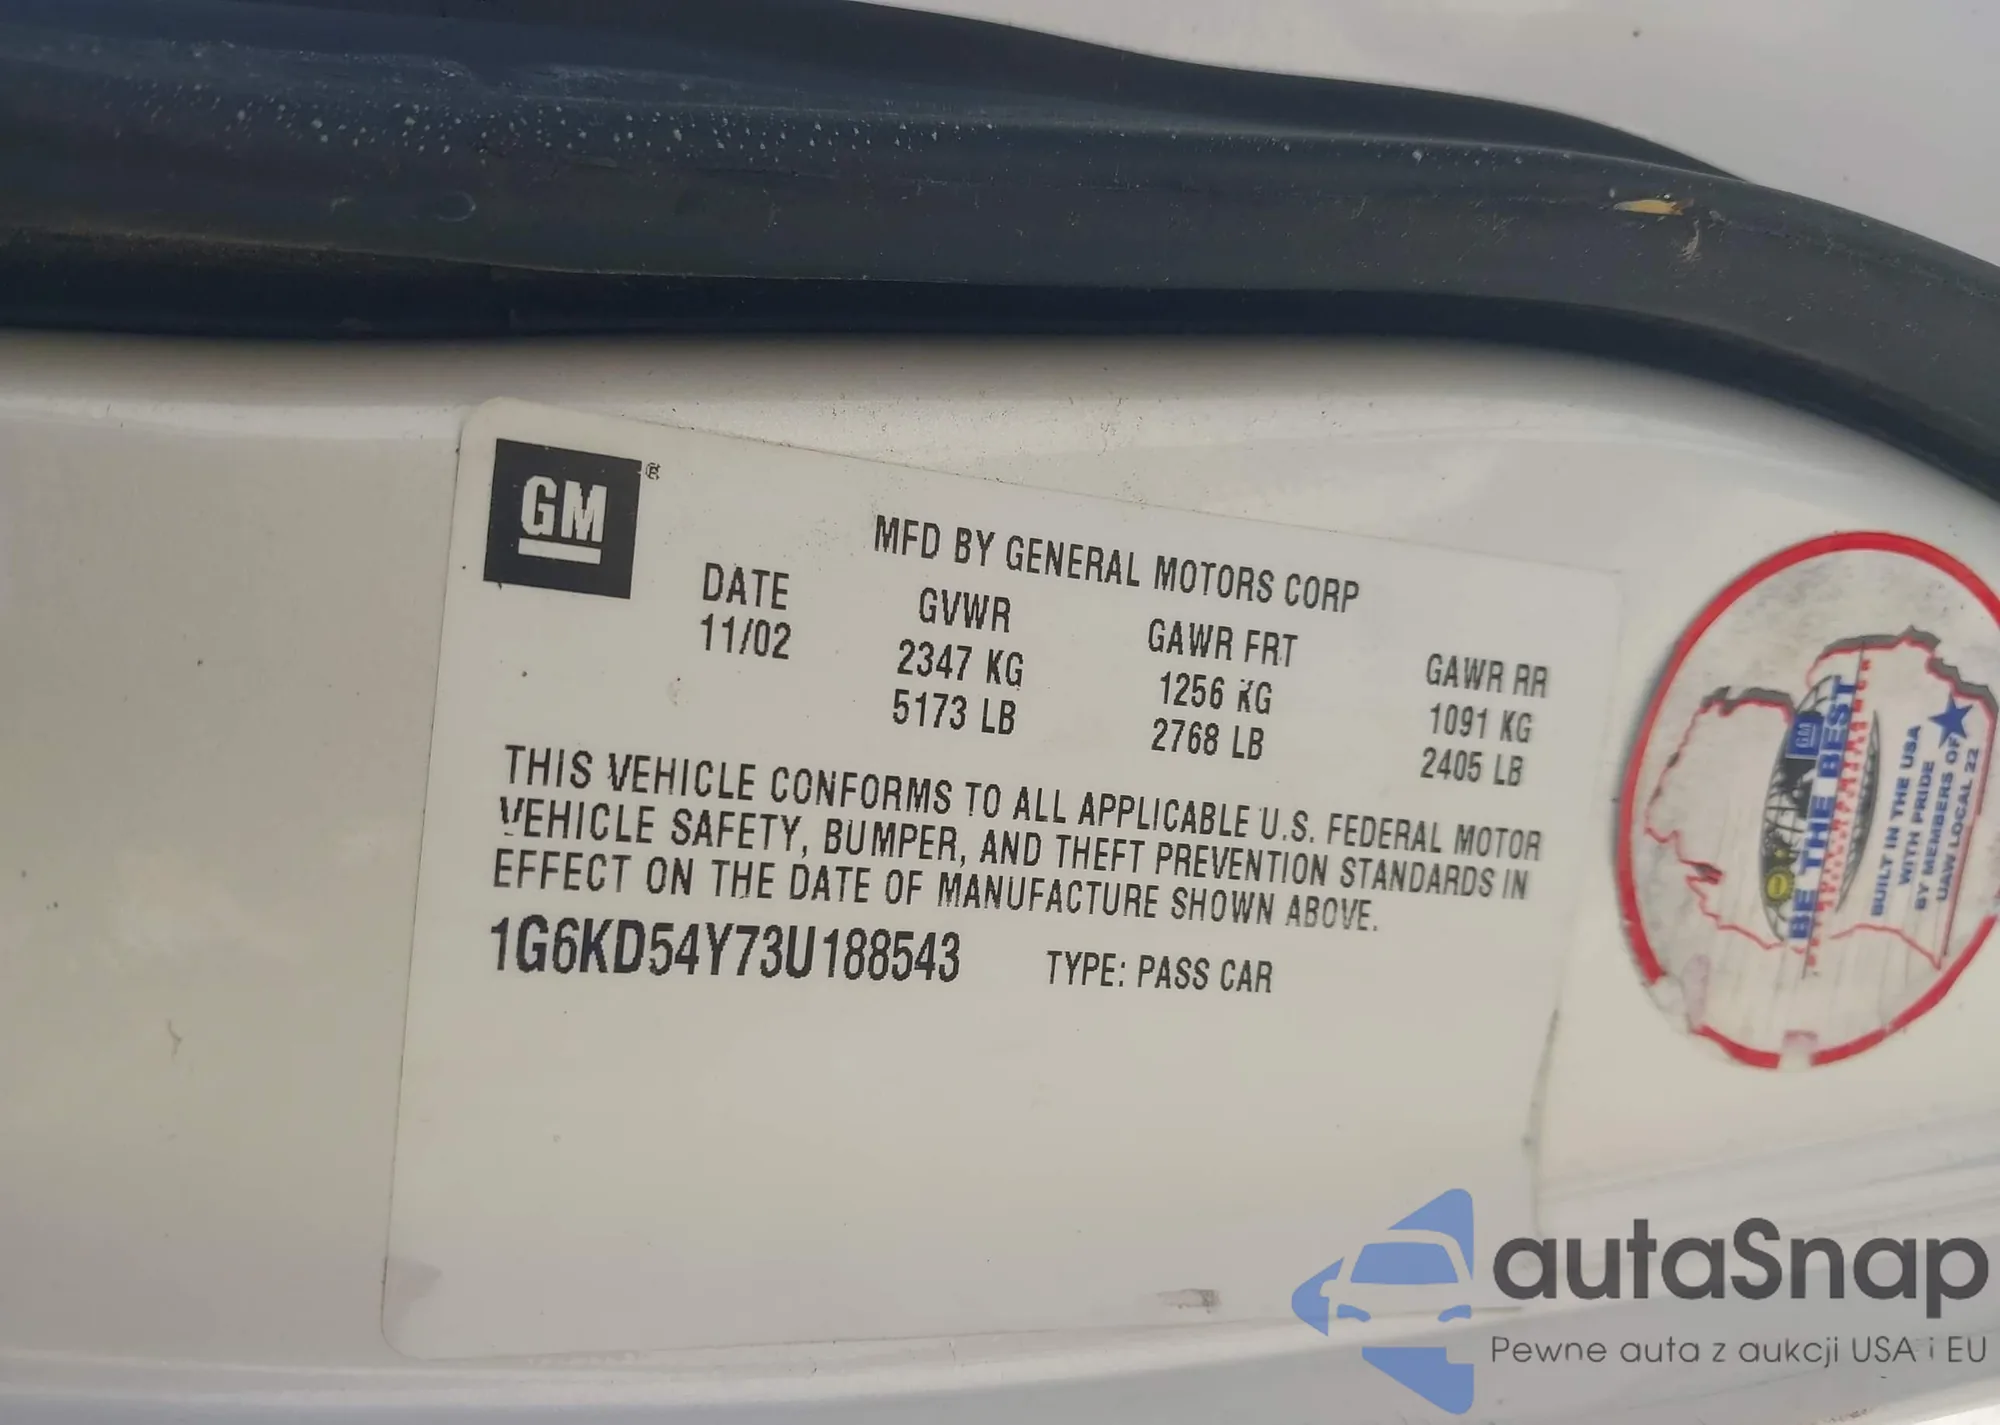 GM
®
MFD BY GENERAL MOTORS CORP
DATE GVWR GAWR FRT GAWR RR
11/02 2347 KG 1256 KG 1091 KG
5173 LB 2768 LB 2405 LB
THIS VEHICLE CONFORMS TO ALL APPLICABLE U.S. FEDERAL MOTOR
VEHICLE SAFETY, BUMPER, AND THEFT PREVENTION STANDARDS IN
EFFECT ON THE DATE OF MANUFACTURE SHOWN ABOVE.
1G6KD54Y73U188543 TYPE: PASS CAR
GM
BE THE BEST
BUILT IN THE USA
WITH PRIDE
BY MEMBERS OF
UAW LOCAL 22
autaSnap
Pewne auta z aukcji USA i EU